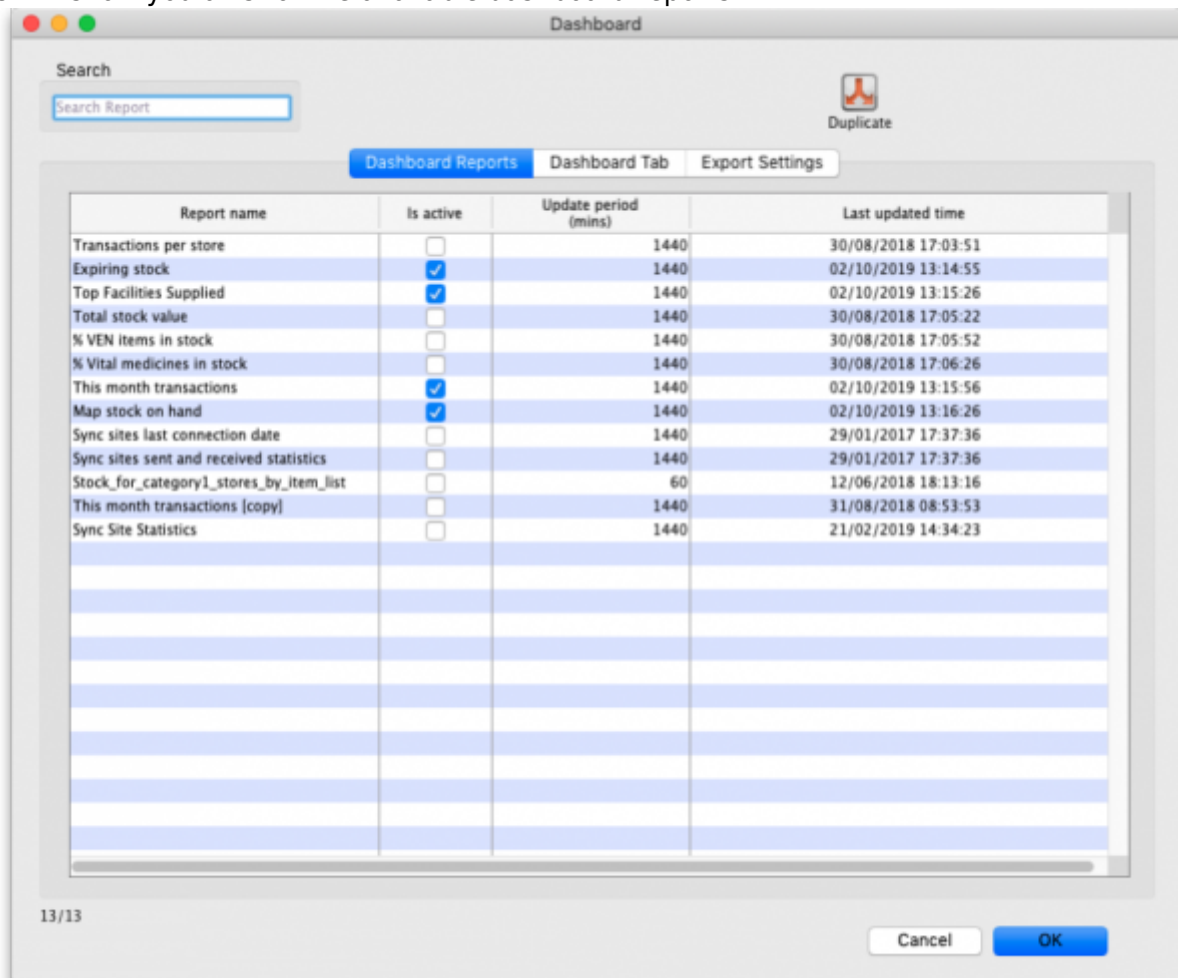 Dashboard
Search
Search Report
Duplicate
Dashboard Reports Dashboard Tab Export Settings
Report name Is active Update period (mins) Last updated time
Transactions per store 1440 30/08/2018 17:03:51
Expiring stock 1440 02/10/2019 13:14:55
Top Facilities Supplied 1440 02/10/2019 13:15:26
Total stock value 1440 30/08/2018 17:05:22
% VEN items in stock 1440 30/08/2018 17:05:52
% Vital medicines in stock 1440 30/08/2018 17:06:26
This month transactions 1440 02/10/2019 13:15:56
Map stock on hand 1440 02/10/2019 13:16:26
Sync sites last connection date 1440 29/01/2017 17:37:36
Sync sites sent and received statistics 1440 29/01/2017 17:37:36
Stock_for_category1_stores_by_item_list 60 12/06/2018 18:13:16
This month transactions [copy] 1440 31/08/2018 08:53:53
Sync Site Statistics 1440 21/02/2019 14:34:23
13/13
Cancel OK